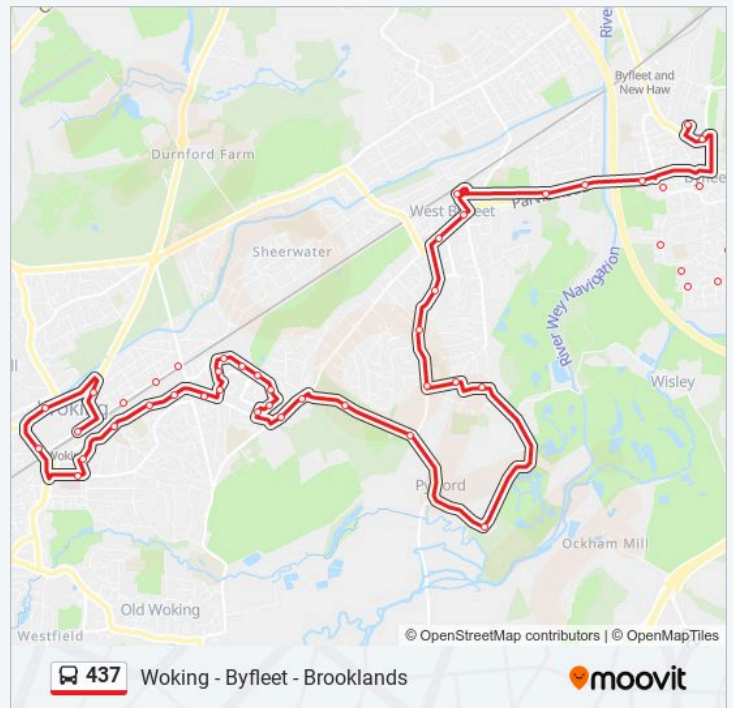 River
Byfleet and
New Haw
Durnford Farm
West Byfleet
Sheerwater
River Wey Navigation
Wisley
Woking
Pyrford
Ockham Mill
Old Woking
Westfield
© OpenStreetMap contributors | © OpenMapTiles
437 Woking - Byfleet - Brooklands
moovit